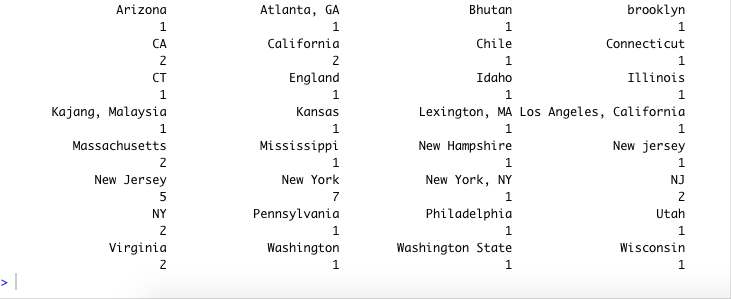 Arizona Atlanta, GA Bhutan brooklyn
1 1 1 1
CA California Chile Connecticut
2 2 1 1
CT England Idaho Illinois
1 1 1 1
Kajang, Malaysia Kansas Lexington, MA Los Angeles, California
1 1 1 1
Massachusetts Mississippi New Hampshire New jersey
2 1 1 1
New Jersey New York New York, NY NJ
5 7 1 2
NY Pennsylvania Philadelphia Utah
2 1 1 1
Virginia Washington Washington State Wisconsin
2 1 1 1
>